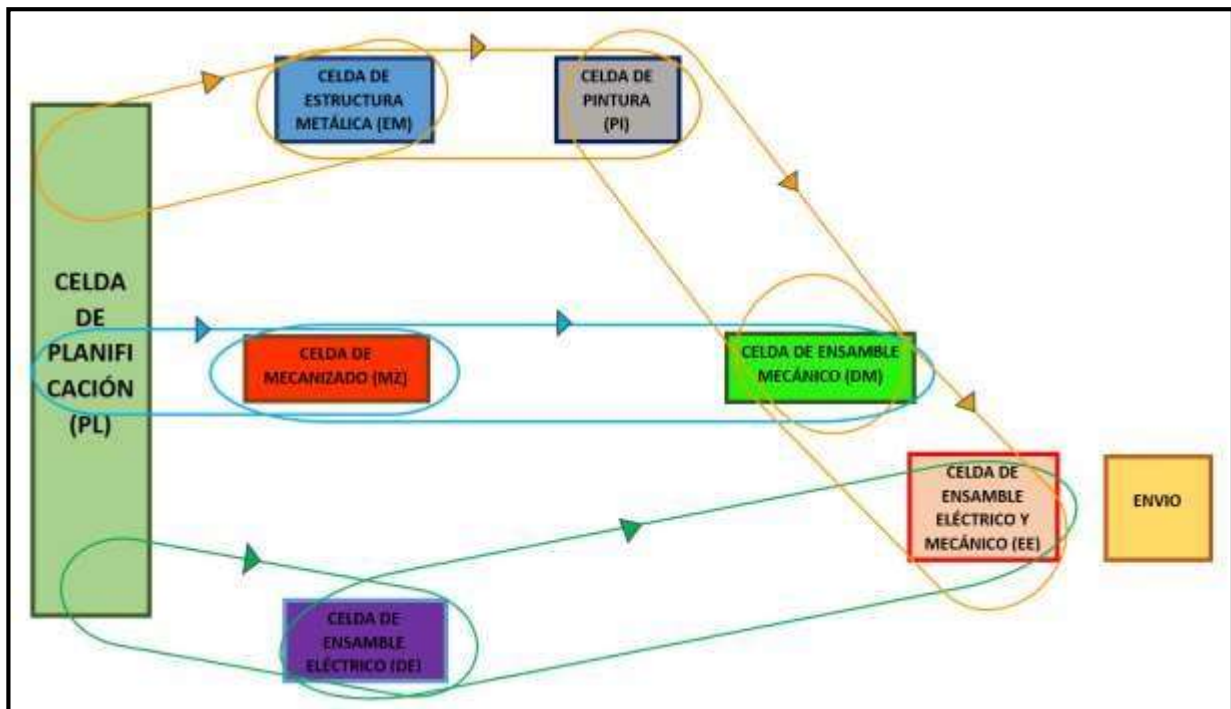 CELDA DE
ESTRUCTURA
METÁLICA (EM)
CELDA DE
PINTURA
(PI)
CELDA
DE
PLANIFI
CACIÓN
(PL)
CELDA DE
MECANIZADO (MZ)
CELDA DE ENSAMBLE
MECÁNICO (DM)
CELDA DE
ENSAMBLE
ELÉCTRICO Y
MECÁNICO (EE)
ENVIO
CELDA DE
ENSAMBLE
ELÉCTRICO (DE)